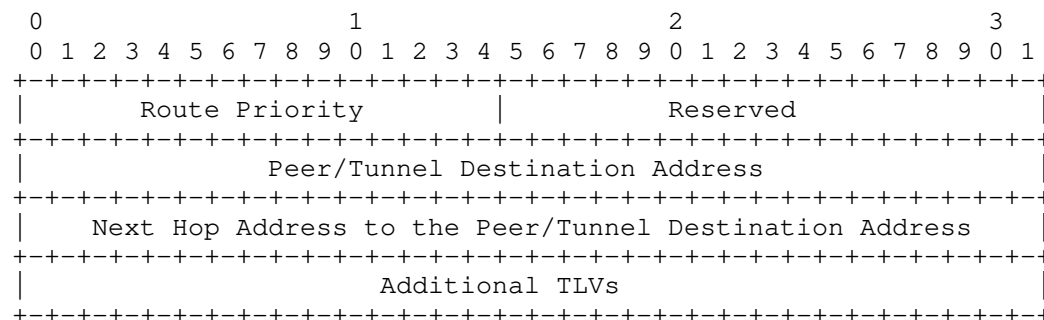 0                   1                   2                   3
 0 1 2 3 4 5 6 7 8 9 0 1 2 3 4 5 6 7 8 9 0 1 2 3 4 5 6 7 8 9 0 1
+-+-+-+-+-+-+-+-+-+-+-+-+-+-+-+-+-+-+-+-+-+-+-+-+-+-+-+-+-+-+-+-+
|       Route Priority        |          Reserved               |
+-+-+-+-+-+-+-+-+-+-+-+-+-+-+-+-+-+-+-+-+-+-+-+-+-+-+-+-+-+-+-+-+
|               Peer/Tunnel Destination Address                 |
+-+-+-+-+-+-+-+-+-+-+-+-+-+-+-+-+-+-+-+-+-+-+-+-+-+-+-+-+-+-+-+-+
|    Next Hop Address to the Peer/Tunnel Destination Address    |
+-+-+-+-+-+-+-+-+-+-+-+-+-+-+-+-+-+-+-+-+-+-+-+-+-+-+-+-+-+-+-+-+
|                      Additional TLVs                          |
+-+-+-+-+-+-+-+-+-+-+-+-+-+-+-+-+-+-+-+-+-+-+-+-+-+-+-+-+-+-+-+-+